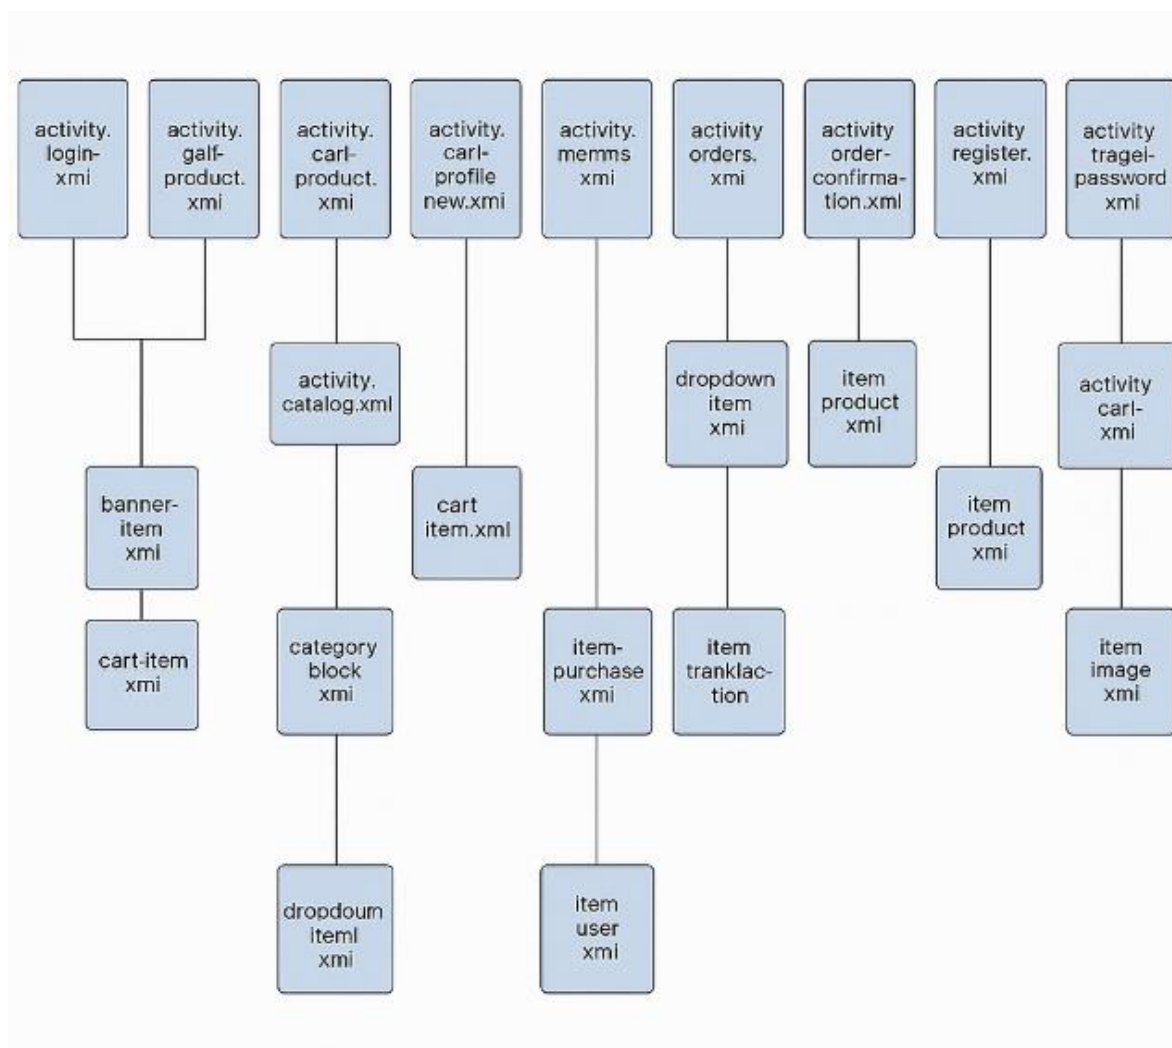 activity.
login-
xmi
activity.
galf-
product.
xmi
activity.
carl-
product.
xmi
activity.
carl-
profile
new.xmi
activity.
memms
xmi
activity
orders.
xmi
activity
order-
confirma-
tion.xml
activity
register.
xmi
activity
tragei-
password
xmi
activity.
catalog.xml
dropdown
item
xmi
item
product
xmi
activity
carl-
xmi
banner-
item
xmi
cart
item.xml
item
product
xmi
cart-item
xmi
category
block
xmi
item-
purchase
xmi
item
tranklac-
tion
item
image
xmi
dropdoum
iteml
xmi
item
user
xmi